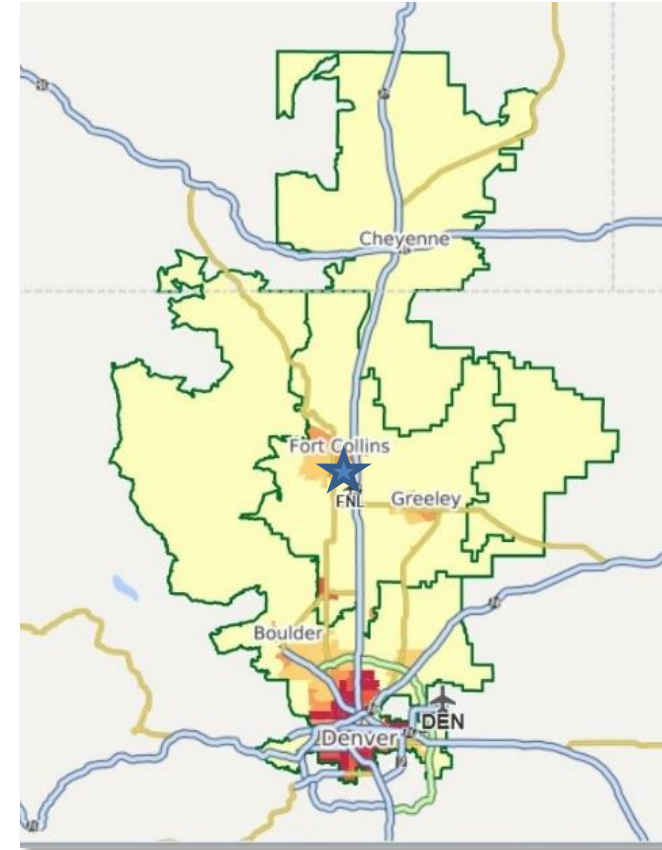 Cheyenne
Fort Collins
FNL
Greeley
Boulder
DEN
Denver